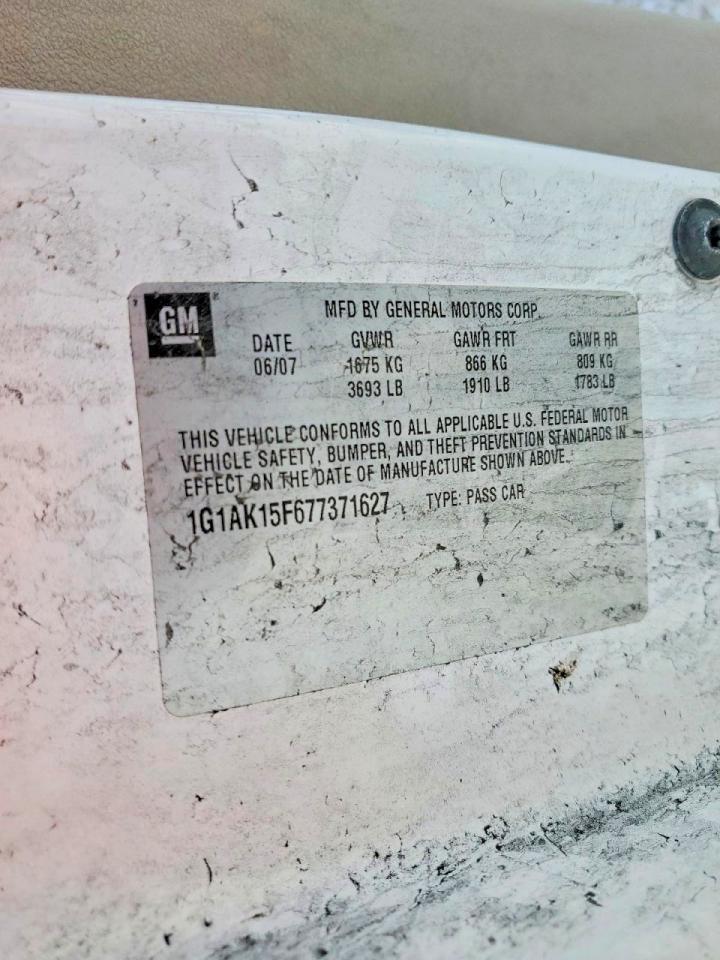 GM
MFD BY GENERAL MOTORS CORP.
DATE GVWR GAWR FRT GAWR RR
06/07 1675 KG 866 KG 809 KG
3693 LB 1910 LB 1783 LB
THIS VEHICLE CONFORMS TO ALL APPLICABLE U.S. FEDERAL MOTOR
VEHICLE SAFETY, BUMPER, AND THEFT PREVENTION STANDARDS IN
EFFECT ON THE DATE OF MANUFACTURE SHOWN ABOVE.
1G1AK15F677371627 TYPE: PASS CAR